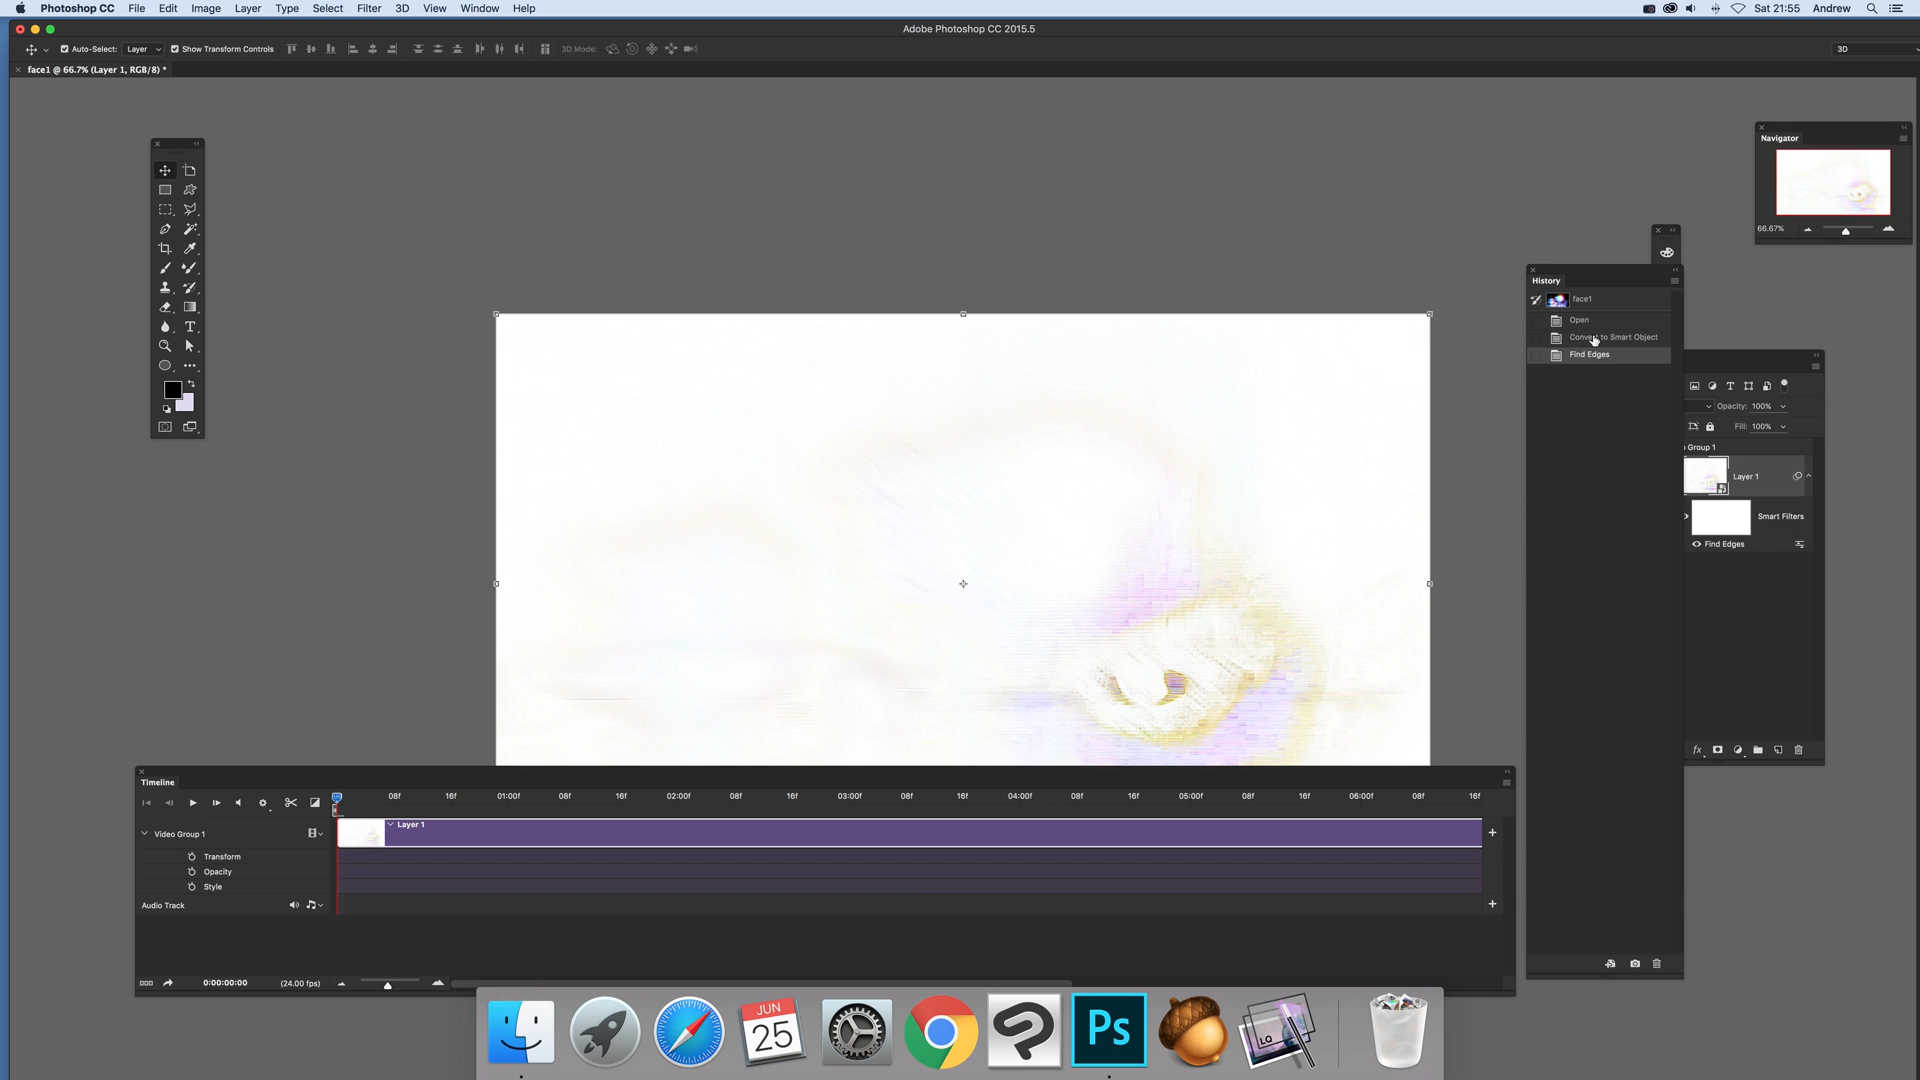 Photoshop CC File Edit Image Layer Type Select Filter 3D View Window Help Sat 21:55 Andrew
Adobe Photoshop CC 2015.5
Auto-Select: Layer Show Transform Controls 3D Mode: 3D
face1 @ 66.7% (Layer 1, RGB/8) *
Navigator
66.67%
History
face1
Open
Convert to Smart Object
Find Edges
Opacity: 100%
Fill: 100%
Group 1
Layer 1
Smart Filters
Find Edges
Timeline
08f 16f 01:00f 08f 16f 02:00f 08f 16f 03:00f 08f 16f 04:00f 08f 16f 05:00f 08f 16f 06:00f 08f 16f
Video Group 1
Layer 1
Transform
Opacity
Style
Audio Track
0:00:00:00 (24.00 fps)
JUN
25
Ps
LQ